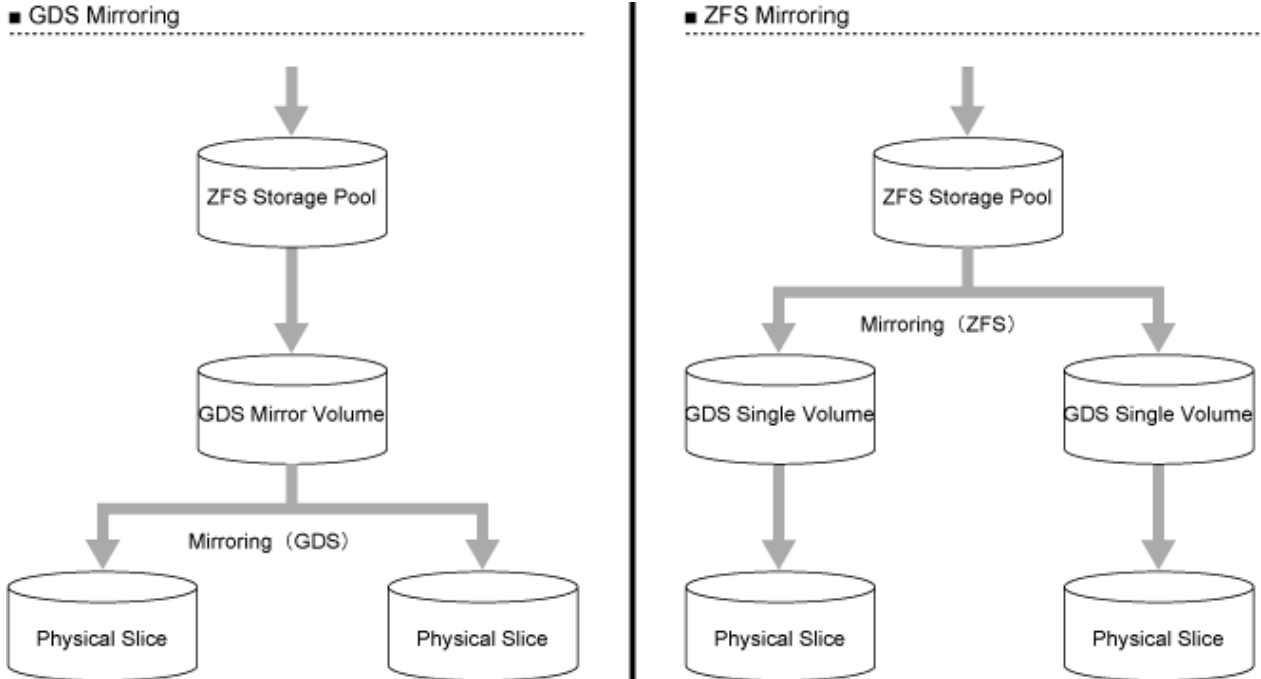 ■ GDS Mirroring
ZFS Storage Pool
GDS Mirror Volume
Mirroring（GDS）
Physical Slice
Physical Slice
■ ZFS Mirroring
ZFS Storage Pool
Mirroring（ZFS）
GDS Single Volume
GDS Single Volume
Physical Slice
Physical Slice